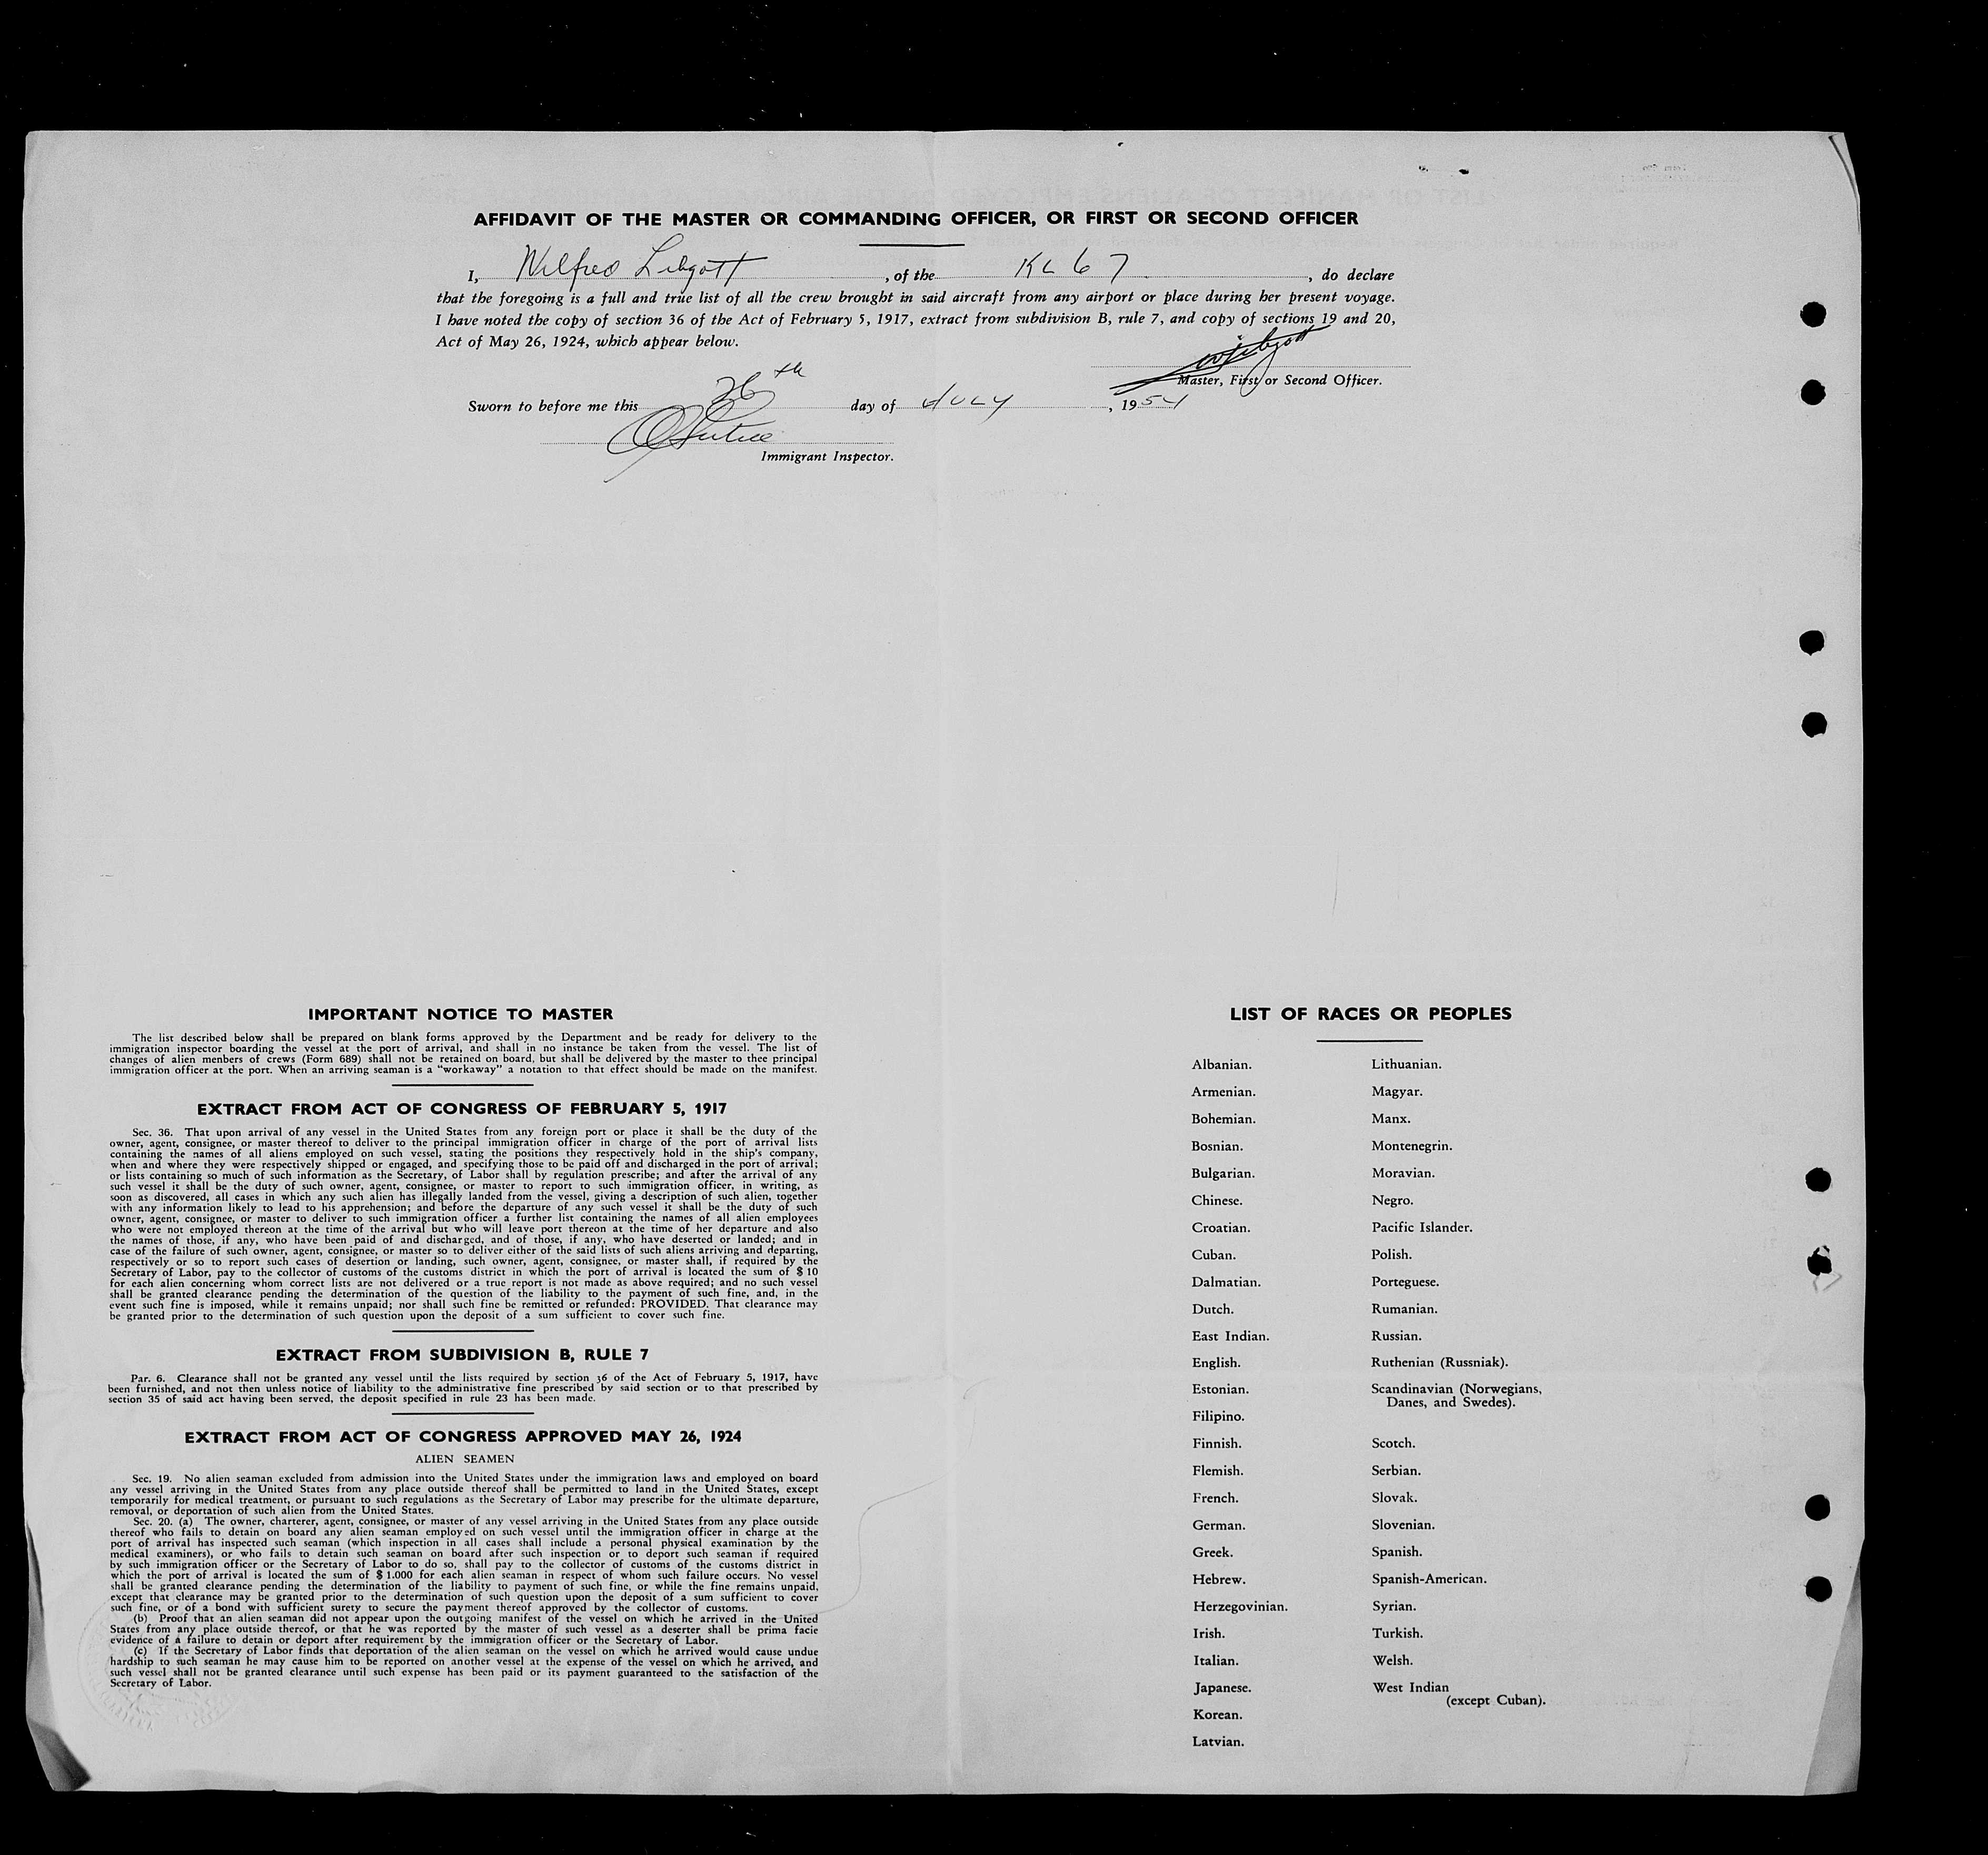 AFFIDAVIT OF THE MASTER OR COMMANDING OFFICER, OR FIRST OR SECOND OFFICER
I, Wilfred Libgott, of the KL 67, do declare
that the foregoing is a full and true list of all the crew brought in said aircraft from any airport or place during her present voyage.
I have noted the copy of section 36 of the Act of February 5, 1917, extract from subdivision B, rule 7, and copy of sections 19 and 20,
Act of May 26, 1924, which appear below.
Master, First or Second Officer.
Sworn to before me this 26th day of JULY, 1954
Immigrant Inspector.
IMPORTANT NOTICE TO MASTER
The list described below shall be prepared on blank forms approved by the Department and be ready for delivery to the
immigration inspector boarding the vessel at the port of arrival, and shall in no instance be taken from the vessel. The list of
changes of alien menbers of crews (Form 689) shall not be retained on board, but shall be delivered by the master to thee principal
immigration officer at the port. When an arriving seaman is a "workaway" a notation to that effect should be made on the manifest.
EXTRACT FROM ACT OF CONGRESS OF FEBRUARY 5, 1917
Sec. 36. That upon arrival of any vessel in the United States from any foreign port or place it shall be the duty of the
owner, agent, consignee, or master thereof to deliver to the principal immigration officer in charge of the port of arrival lists
containing the names of all aliens employed on such vessel, stating the positions they respectively hold in the ship's company,
when and where they were respectively shipped or engaged, and specifying those to be paid off and discharged in the port of arrival;
or lists containing so much of such information as the Secretary, of Labor shall by regulation prescribe; and after the arrival of any
such vessel it shall be the duty of such owner, agent, consignee, or master to report to such immigration officer, in writing, as
soon as discovered, all cases in which any such alien has illegally landed from the vessel, giving a description of such alien, together
with any information likely to lead to his apprehension; and before the departure of any such vessel it shall be the duty of such
owner, agent, consignee, or master to deliver to such immigration officer a further list containing the names of all alien employees
who were not employed thereon at the time of the arrival but who will leave port thereon at the time of her departure and also
the names of those, if any, who have been paid of and discharged, and of those, if any, who have deserted or landed; and in
case of the failure of such owner, agent, consignee, or master so to deliver either of the said lists of such aliens arriving and departing,
respectively or so to report such cases of desertion or landing, such owner, agent, consignee, or master shall, if required by the
Secretary of Labor, pay to the collector of customs of the customs district in which the port of arrival is located the sum of $ 10
for each alien concerning whom correct lists are not delivered or a true report is not made as above required; and no such vessel
shall be granted clearance pending the determination of the question of the liability to the payment of such fine, and, in the
event such fine is imposed, while it remains unpaid; nor shall such fine be remitted or refunded: PROVIDED. That clearance may
be granted prior to the determination of such question upon the deposit of a sum sufficient to cover such fine.
EXTRACT FROM SUBDIVISION B, RULE 7
Par. 6. Clearance shall not be granted any vessel until the lists required by section 36 of the Act of February 5, 1917, have
been furnished, and not then unless notice of liability to the administrative fine prescribed by said section or to that prescribed by
section 35 of said act having been served, the deposit specified in rule 23 has been made.
EXTRACT FROM ACT OF CONGRESS APPROVED MAY 26, 1924
ALIEN SEAMEN
Sec. 19. No alien seaman excluded from admission into the United States under the immigration laws and employed on board
any vessel arriving in the United States from any place outside thereof shall be permitted to land in the United States, except
temporarily for medical treatment, or pursuant to such regulations as the Secretary of Labor may prescribe for the ultimate departure,
removal, or deportation of such alien from the United States.
Sec. 20. (a) The owner, charterer, agent, consignee, or master of any vessel arriving in the United States from any place outside
thereof who fails to detain on board any alien seaman employed on such vessel until the immigration officer in charge at the
port of arrival has inspected such seaman (which inspection in all cases shall include a personal physical examination by the
medical examiners), or who fails to detain such seaman on board after such inspection or to deport such seaman if required
by such immigration officer or the Secretary of Labor to do so, shall pay to the collector of customs of the customs district in
which the port of arrival is located the sum of $ 1.000 for each alien seaman in respect of whom such failure occurs. No vessel
shall be granted clearance pending the determination of the liability to payment of such fine, or while the fine remains unpaid,
except that clearance may be granted prior to the determination of such question upon the deposit of a sum sufficient to cover
such fine, or of a bond with sufficient surety to secure the payment thereof approved by the collector of customs.
(b) Proof that an alien seaman did not appear upon the outgoing manifest of the vessel on which he arrived in the United
States from any place outside thereof, or that he was reported by the master of such vessel as a deserter shall be prima facie
evidence of a failure to detain or deport after requirement by the immigration officer or the Secretary of Labor.
(c) If the Secretary of Labor finds that deportation of the alien seaman on the vessel on which he arrived would cause undue
hardship to such seaman he may cause him to be reported on another vessel at the expense of the vessel on which he arrived, and
such vessel shall not be granted clearance until such expense has been paid or its payment guaranteed to the satisfaction of the
Secretary of Labor.
LIST OF RACES OR PEOPLES
Albanian.
Armenian.
Bohemian.
Bosnian.
Bulgarian.
Chinese.
Croatian.
Cuban.
Dalmatian.
Dutch.
East Indian.
English.
Estonian.
Filipino.
Finnish.
Flemish.
French.
German.
Greek.
Hebrew.
Herzegovinian.
Irish.
Italian.
Japanese.
Korean.
Latvian.
Lithuanian.
Magyar.
Manx.
Montenegrin.
Moravian.
Negro.
Pacific Islander.
Polish.
Porteguese.
Rumanian.
Russian.
Ruthenian (Russniak).
Scandinavian (Norwegians,
Danes, and Swedes).
Scotch.
Serbian.
Slovak.
Slovenian.
Spanish.
Spanish-American.
Syrian.
Turkish.
Welsh.
West Indian
(except Cuban).